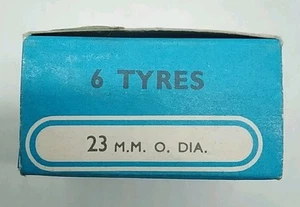 6 TYRES
23 M.M. O. DIA.